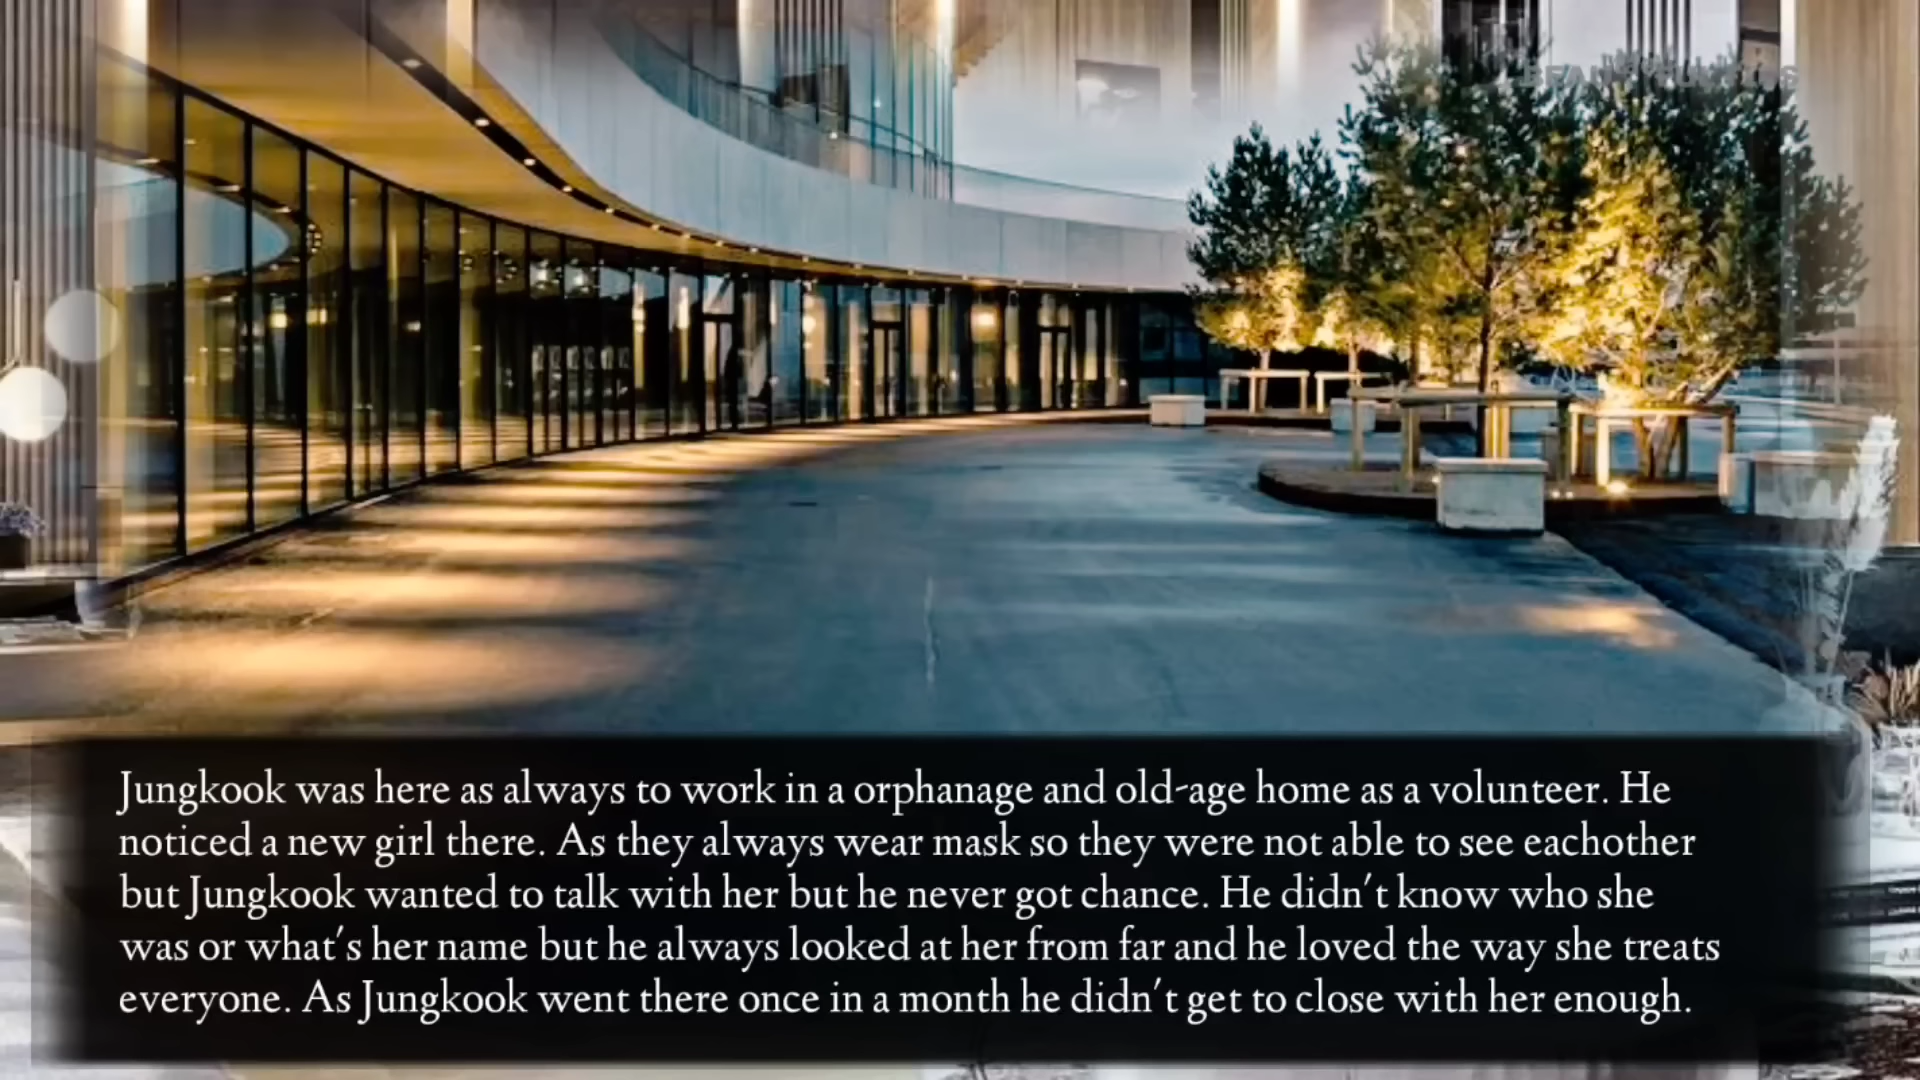 Jungkook was here as always to work in a orphanage and old-age home as a volunteer. He
noticed a new girl there. As they always wear mask so they were not able to see eachother
but Jungkook wanted to talk with her but he never got chance. He didn't know who she
was or what's her name but he always looked at her from far and he loved the way she treats
everyone. As Jungkook went there once in a month he didn't get to close with her enough.